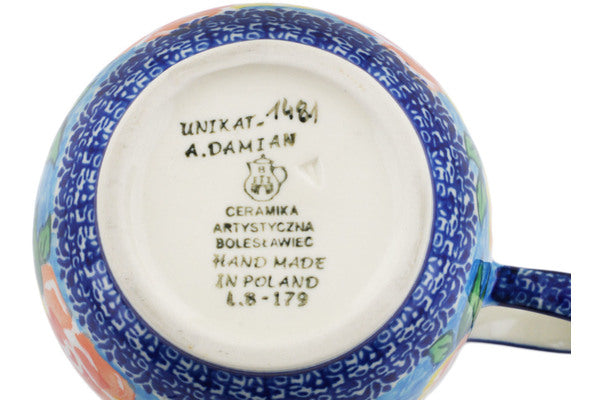 UNIKAT-1481
A.DAMIAN
B
CERAMIKA
ARTYSTYCZNA
BOLESŁAWIEC
HAND MADE
IN POLAND
L.8-179